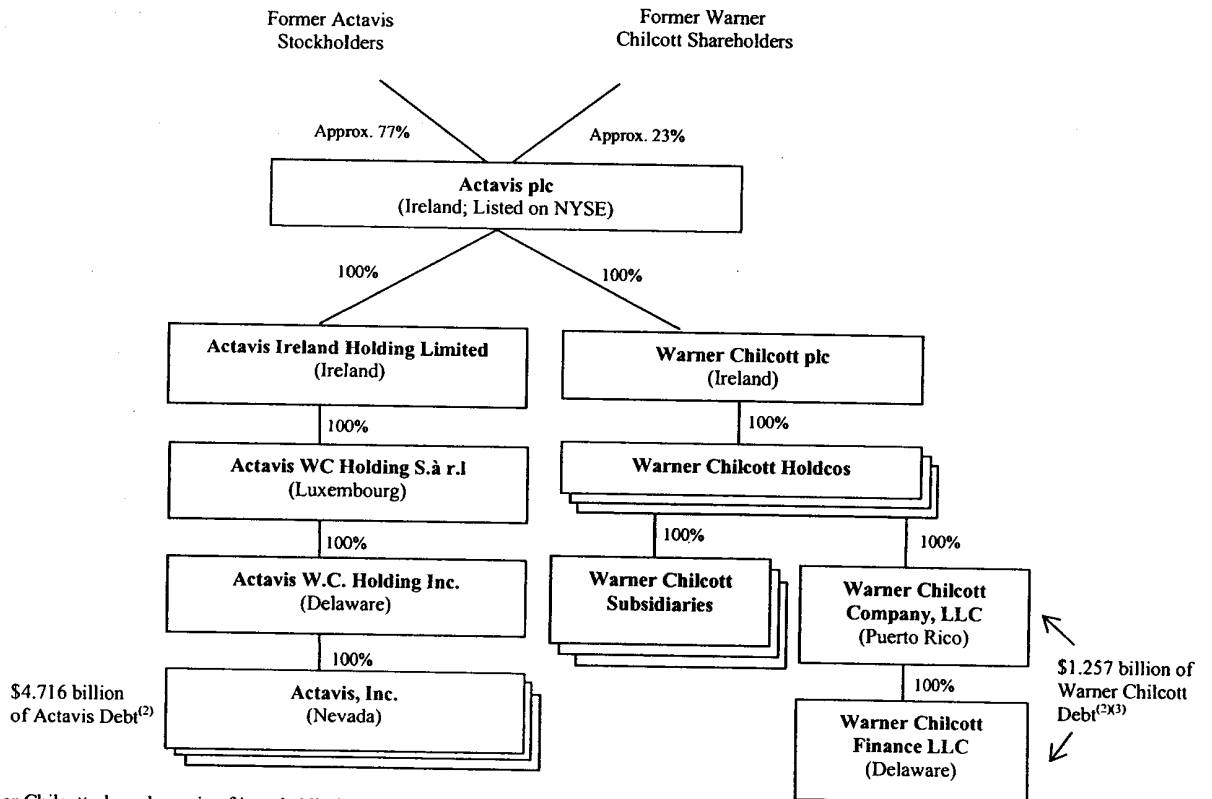 Former Actavis
Stockholders
Former Warner
Chilcott Shareholders
Approx. 77%
Approx. 23%
Actavis plc
(Ireland; Listed on NYSE)
100%
100%
Actavis Ireland Holding Limited
(Ireland)
Warner Chilcott plc
(Ireland)
100%
100%
Actavis WC Holding S.à r.l
(Luxembourg)
Warner Chilcott Holdcos
100%
100%
100%
Actavis W.C. Holding Inc.
(Delaware)
Warner Chilcott
Subsidiaries
Warner Chilcott
Company, LLC
(Puerto Rico)
100%
100%
$4.716 billion
of Actavis Debt(2)
Actavis, Inc.
(Nevada)
$1.257 billion of
Warner Chilcott
Debt(2)(3)
Warner Chilcott
Finance LLC
(Delaware)